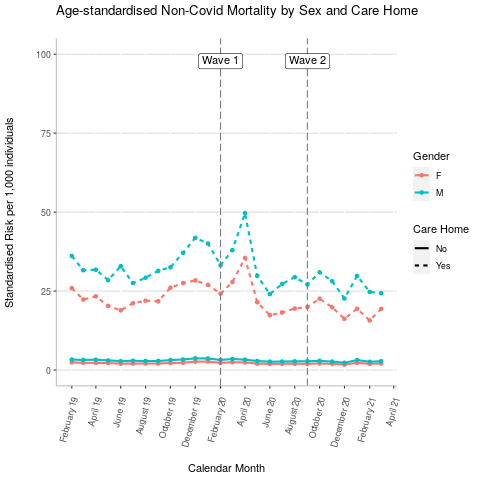 Age-standardised Non-Covid Mortality by Sex and Care Home
100
75
50
25
0
Standardised Risk per 1,000 individuals
Wave 1
Wave 2
February 19
April 19
June 19
August 19
October 19
December 19
February 20
April 20
June 20
August 20
October 20
December 20
February 21
April 21
Calendar Month
Gender
F
M
Care Home
No
Yes